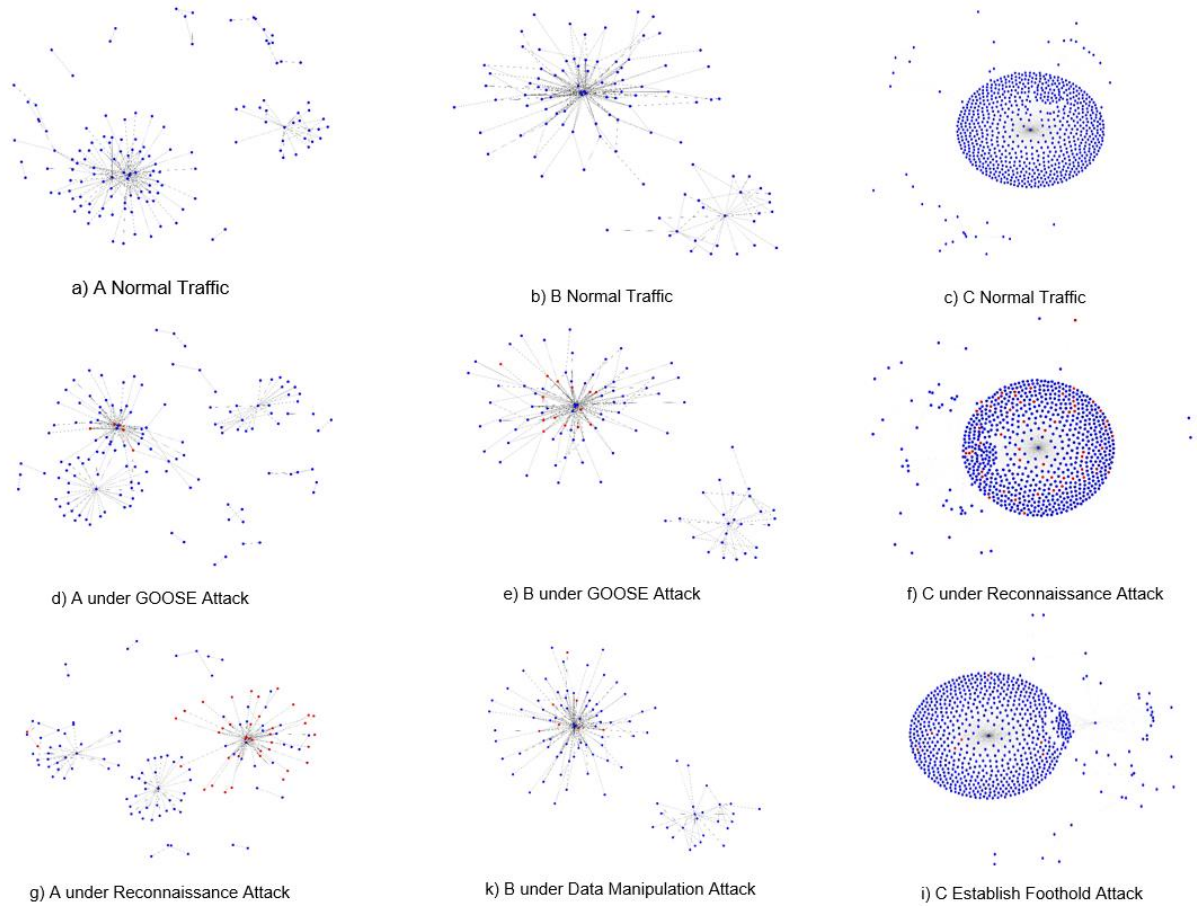 a) A Normal Traffic
b) B Normal Traffic
c) C Normal Traffic
d) A under GOOSE Attack
e) B under GOOSE Attack
f) C under Reconnaissance Attack
g) A under Reconnaissance Attack
k) B under Data Manipulation Attack
i) C Establish Foothold Attack